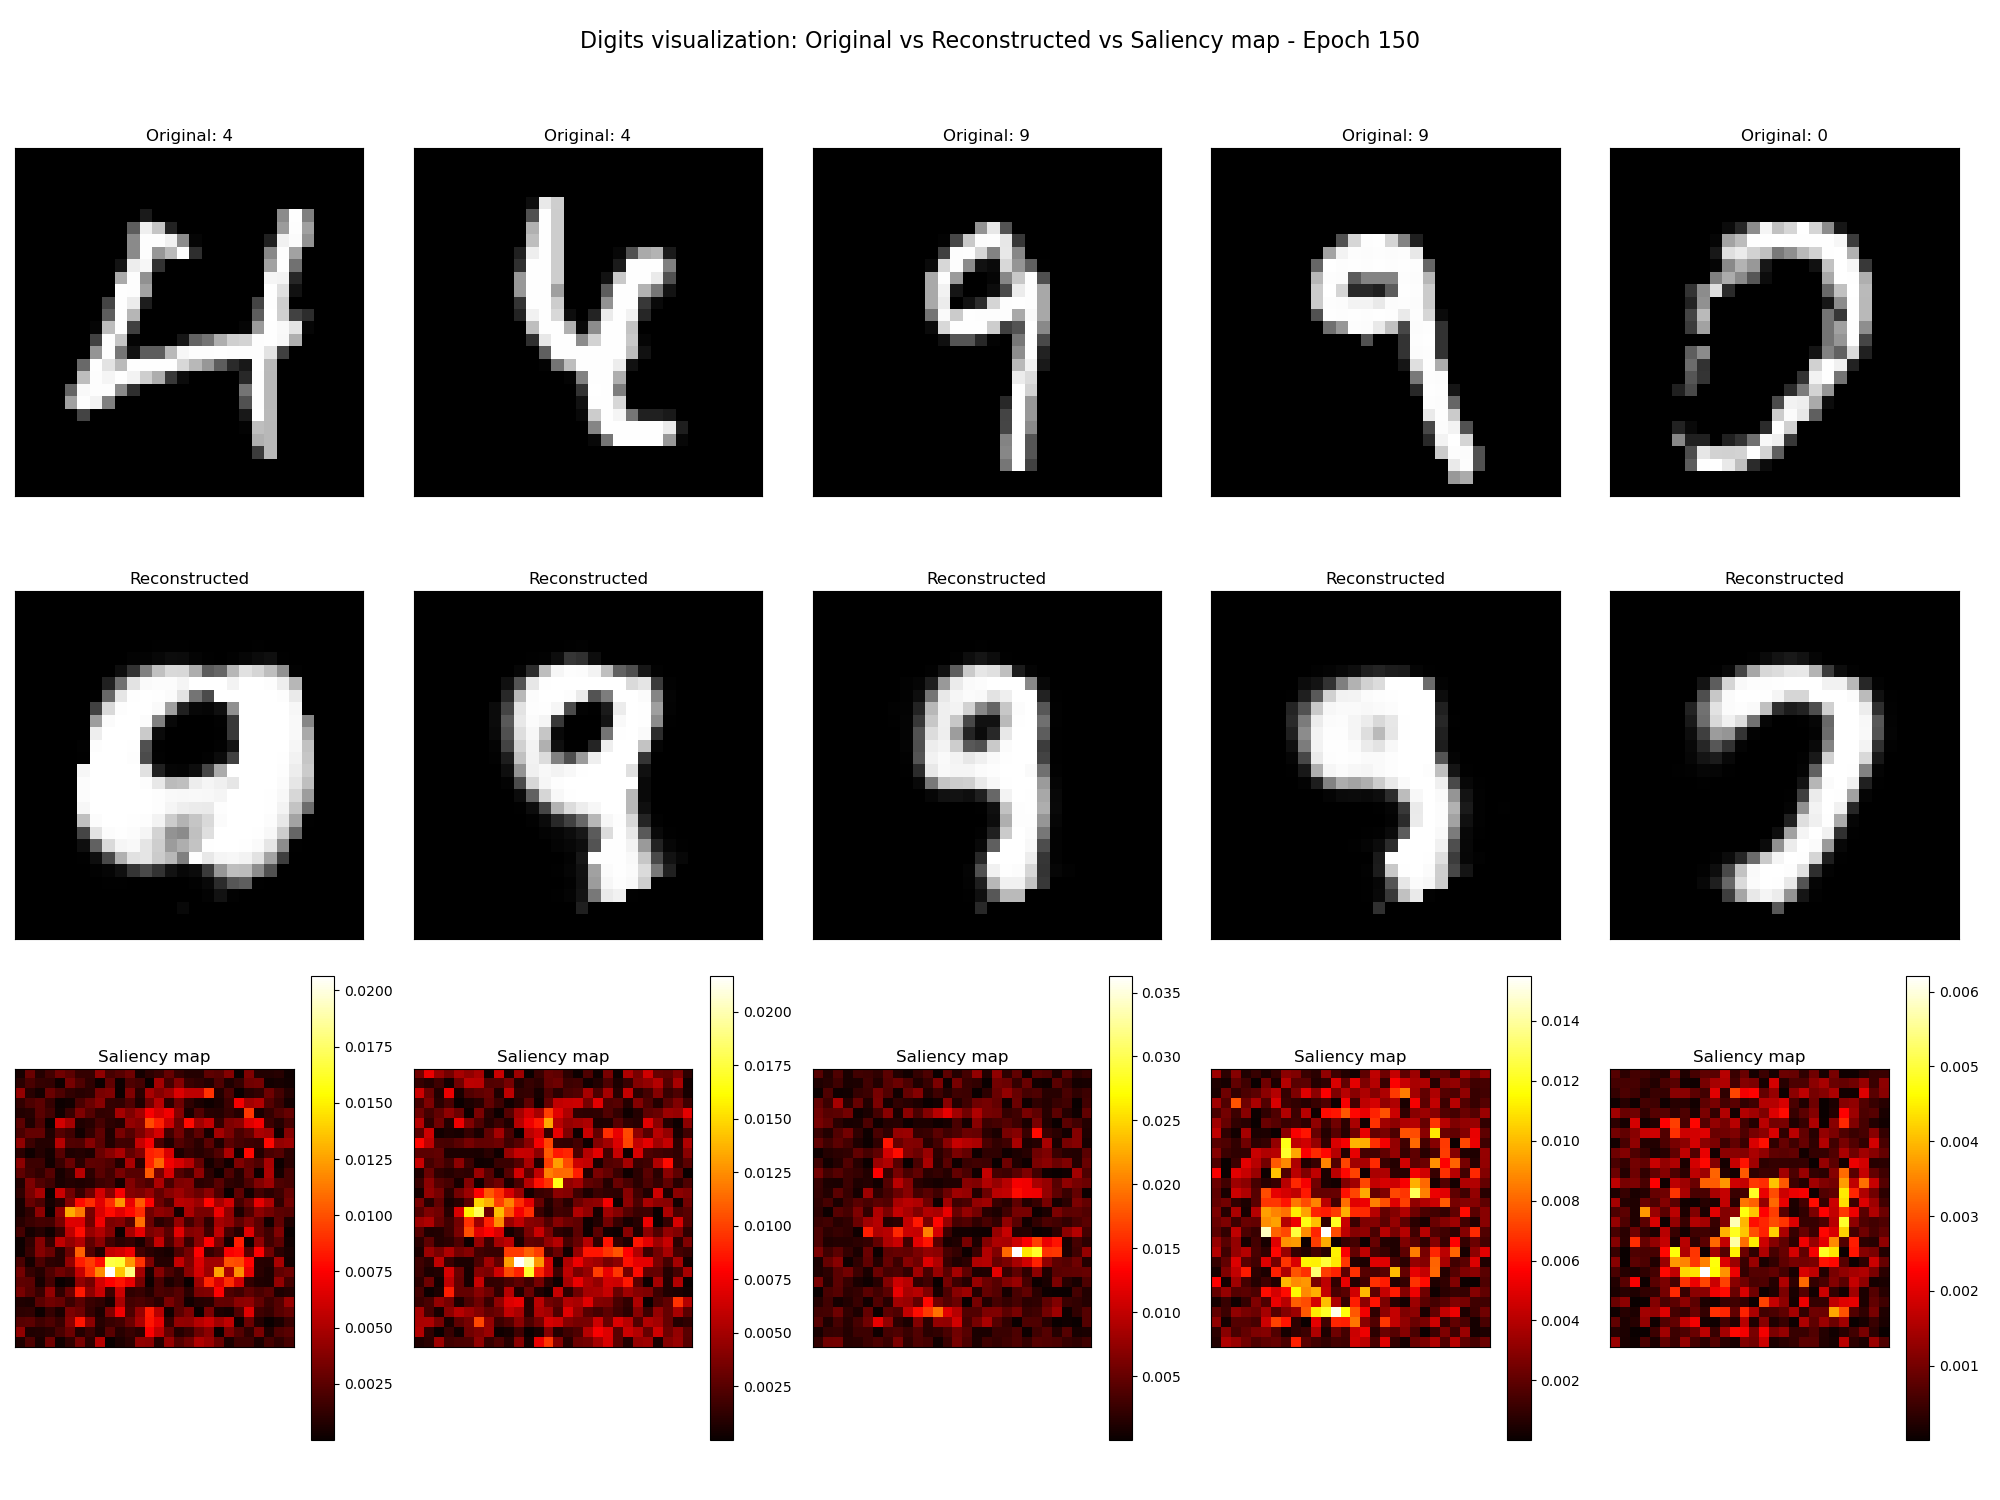 Digits visualization: Original vs Reconstructed vs Saliency map - Epoch 150
Original: 4
Original: 4
Original: 9
Original: 9
Original: 0
Reconstructed
Reconstructed
Reconstructed
Reconstructed
Reconstructed
Saliency map
0.0200
0.0175
0.0150
0.0125
0.0100
0.0075
0.0050
0.0025
Saliency map
0.0200
0.0175
0.0150
0.0125
0.0100
0.0075
0.0050
0.0025
Saliency map
0.035
0.030
0.025
0.020
0.015
0.010
0.005
Saliency map
0.014
0.012
0.010
0.008
0.006
0.004
0.002
Saliency map
0.006
0.005
0.004
0.003
0.002
0.001